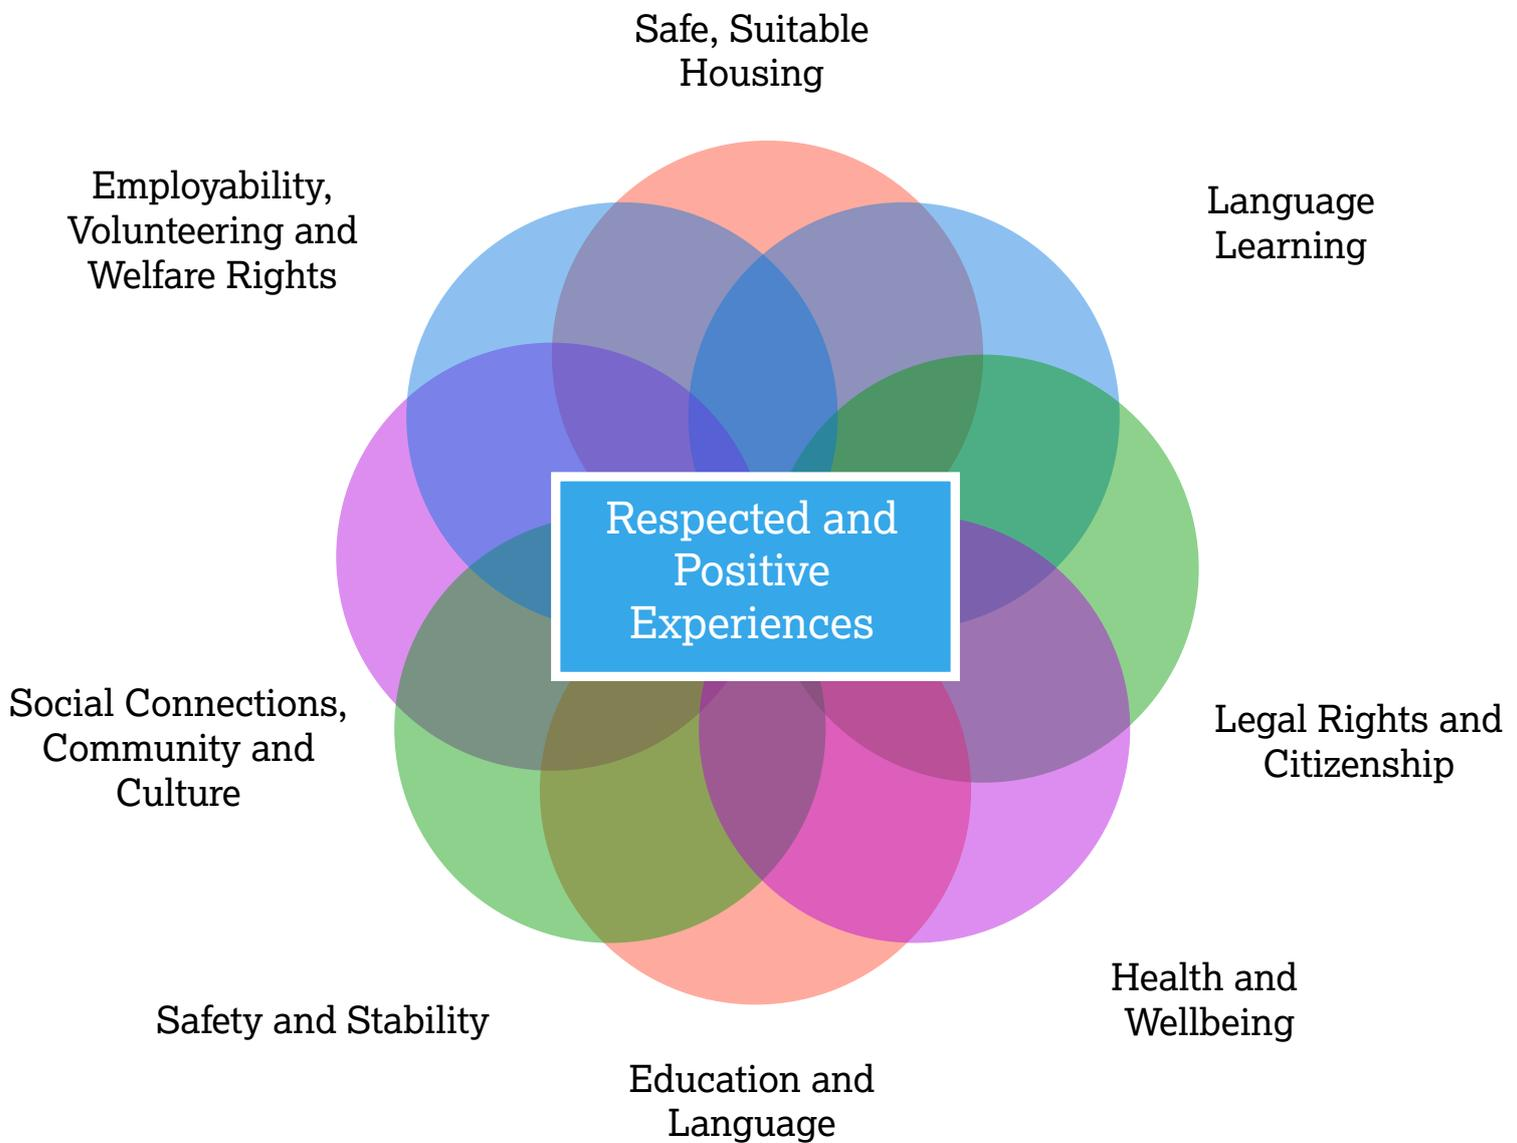 Safe, Suitable
Housing
Employability,
Volunteering and
Welfare Rights
Language
Learning
Respected and
Positive
Experiences
Social Connections,
Community and
Culture
Legal Rights and
Citizenship
Health and
Wellbeing
Safety and Stability
Education and
Language